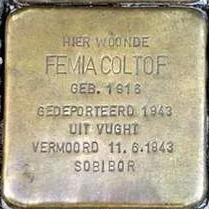 HIER WOONDE
FEMIA COLTOF
GEB. 1916
GEDEPORTEERD 1943
UIT VUGHT
VERMOORD 11.6.1943
SOBIBOR